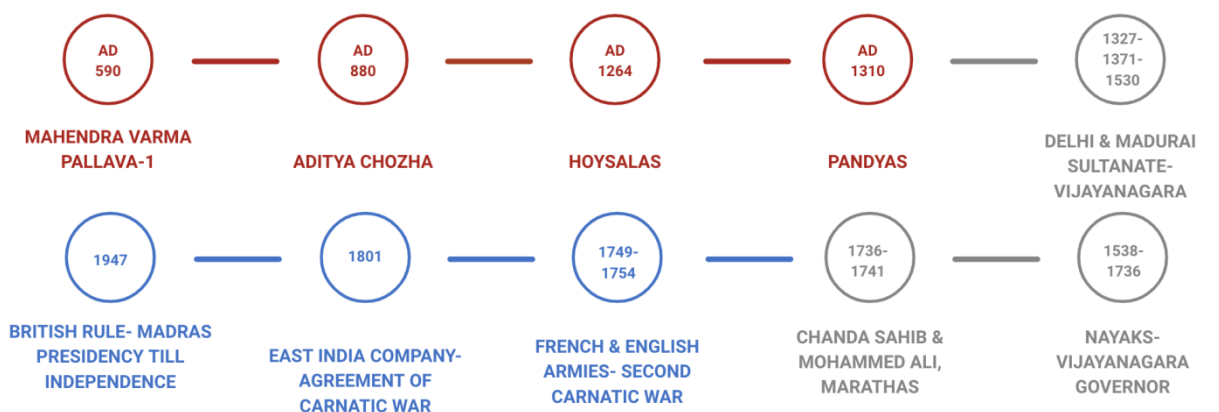 AD
590
AD
880
AD
1264
AD
1310
1327-
1371-
1530
MAHENDRA VARMA
PALLAVA-1
ADITYA CHOZHA
HOYSALAS
PANDYAS
DELHI & MADURAI
SULTANATE-
VIJAYANAGARA
1947
1801
1749-
1754
1736-
1741
1538-
1736
BRITISH RULE- MADRAS
PRESIDENCY TILL
INDEPENDENCE
EAST INDIA COMPANY-
AGREEMENT OF
CARNATIC WAR
FRENCH & ENGLISH
ARMIES- SECOND
CARNATIC WAR
CHANDA SAHIB &
MOHAMMED ALI,
MARATHAS
NAYAKS-
VIJAYANAGARA
GOVERNOR